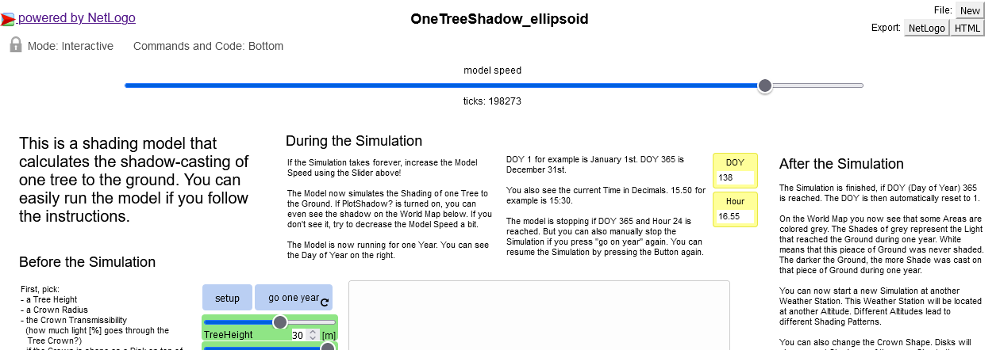 powered by NetLogo
OneTreeShadow_ellipsoid
File: New
Export: NetLogo HTML
Mode: Interactive
Commands and Code: Bottom
model speed
ticks: 198273
This is a shading model that
calculates the shadow-casting of
one tree to the ground. You can
easily run the model if you follow
the instructions.
Before the Simulation
First, pick:
- a Tree Height
- a Crown Radius
- the Crown Transmissibility
(how much light [%] goes through the
Tree Crown?)
setup
go one year
TreeHeight
30 [m]
During the Simulation
If the Simulation takes forever, increase the Model
Speed using the Slider above!
The Model now simulates the Shading of one Tree to
the Ground. If PlotShadow? is turned on, you can
even see the shadow on the World Map below. If you
don't see it, try to decrease the Model Speed a bit.
The Model is now running for one Year. You can see
the Day of Year on the right.
DOY 1 for example is January 1st. DOY 365 is
December 31st.
You also see the current Time in Decimals. 15.50 for
example is 15:30.
The model is stopping if DOY 365 and Hour 24 is
reached. But you can also manually stop the
Simulation if you press "go on year" again. You can
resume the Simulation by pressing the Button again.
DOY
138
Hour
16.55
After the Simulation
The Simulation is finished, if DOY (Day of Year) 365
is reached. The DOY is then automatically reset to 1.
On the World Map you now see that some Areas are
colored grey. The Shades of grey represent the Light
that reached the Ground during one year. White
means that this pieace of Ground was never shaded.
The darker the Ground, the more Shade was cast on
that piece of Ground during one year.
You can now start a new Simulation at another
Weather Station. This Weather Station will be located
at another Altitude. Different Altitudes lead to
different Shading Patterns.
You can also change the Crown Shape. Disks will